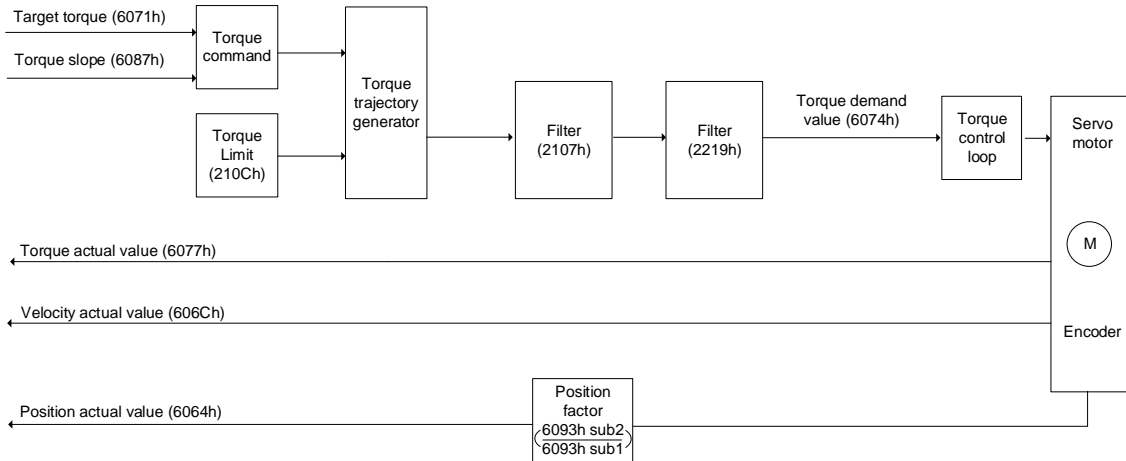 Target torque (6071h)
Torque slope (6087h)
Torque
command
Torque
Limit
(210Ch)
Torque
trajectory
generator
Filter
(2107h)
Filter
(2219h)
Torque demand
value (6074h)
Torque
control
loop
Servo
motor
M
Encoder
Torque actual value (6077h)
Velocity actual value (606Ch)
Position actual value (6064h)
Position
factor
(6093h sub2
6093h sub1)